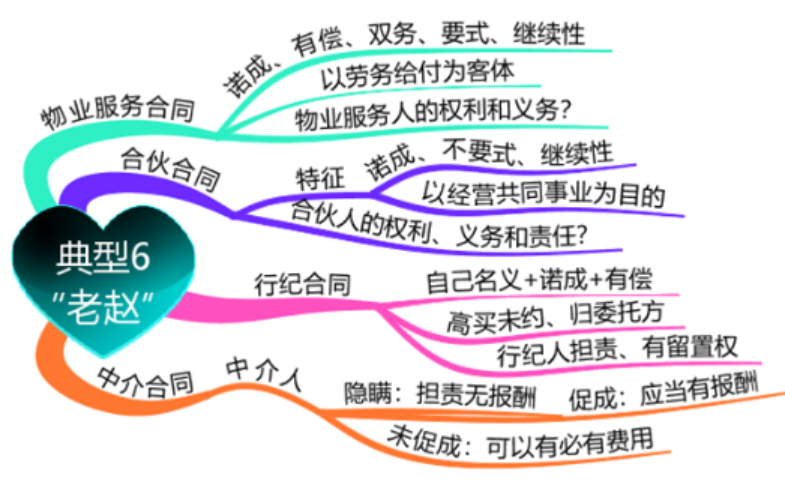 典型6
“老赵”
物业服务合同
诺成、有偿、双务、要式、继续性
以劳务给付为客体
物业服务人的权利和义务?
合伙合同
特征
诺成、不要式、继续性
以经营共同事业为目的
合伙人的权利、义务和责任?
行纪合同
自己名义+诺成+有偿
高买未约、归委托方
行纪人担责、有留置权
中介合同
中介人
隐瞒：担责无报酬
促成：应当有报酬
未促成：可以有必有费用